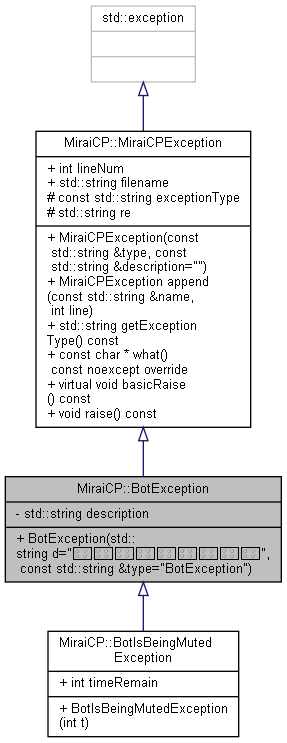 std::exception
MiraiCP::MiraiCPException
+ int lineNum
+ std::string filename
# const std::string exceptionType
# std::string re
+ MiraiCPException(const
std::string &type, const
std::string &description="")
+ MiraiCPException append
(const std::string &name,
int line)
+ std::string getException
Type() const
+ const char * what()
const noexcept override
+ virtual void basicRaise
() const
+ void raise() const
MiraiCP::BotException
- std::string description
+ BotException(std::
string d="",
const std::string &type="BotException")
MiraiCP::BotIsBeingMuted
Exception
+ int timeRemain
+ BotIsBeingMutedException
(int t)